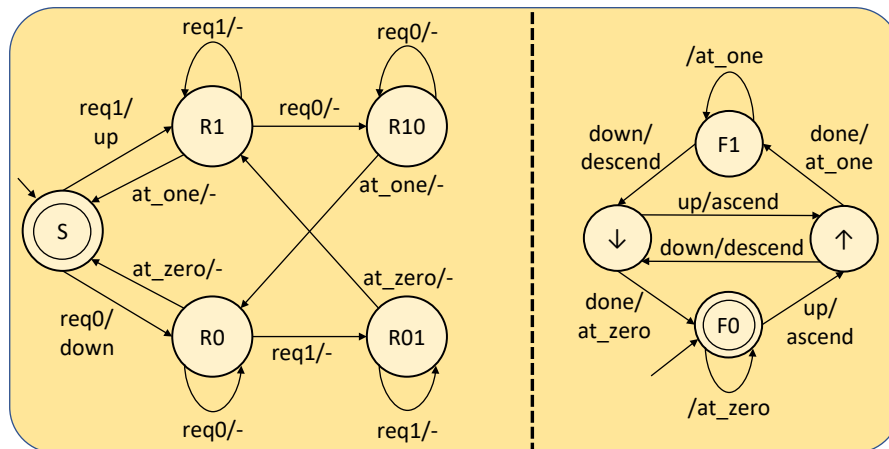 req1/-
req0/-
req1/
up
R1
req0/-
R10
at_one/-
at_one/-
S
at_zero/-
at_zero/-
req0/
down
R0
req1/-
R01
req0/-
req1/-
/at_one
F1
down/
descend
done/
at_one
up/ascend
↓
↑
down/descend
done/
at_zero
F0
up/
ascend
/at_zero